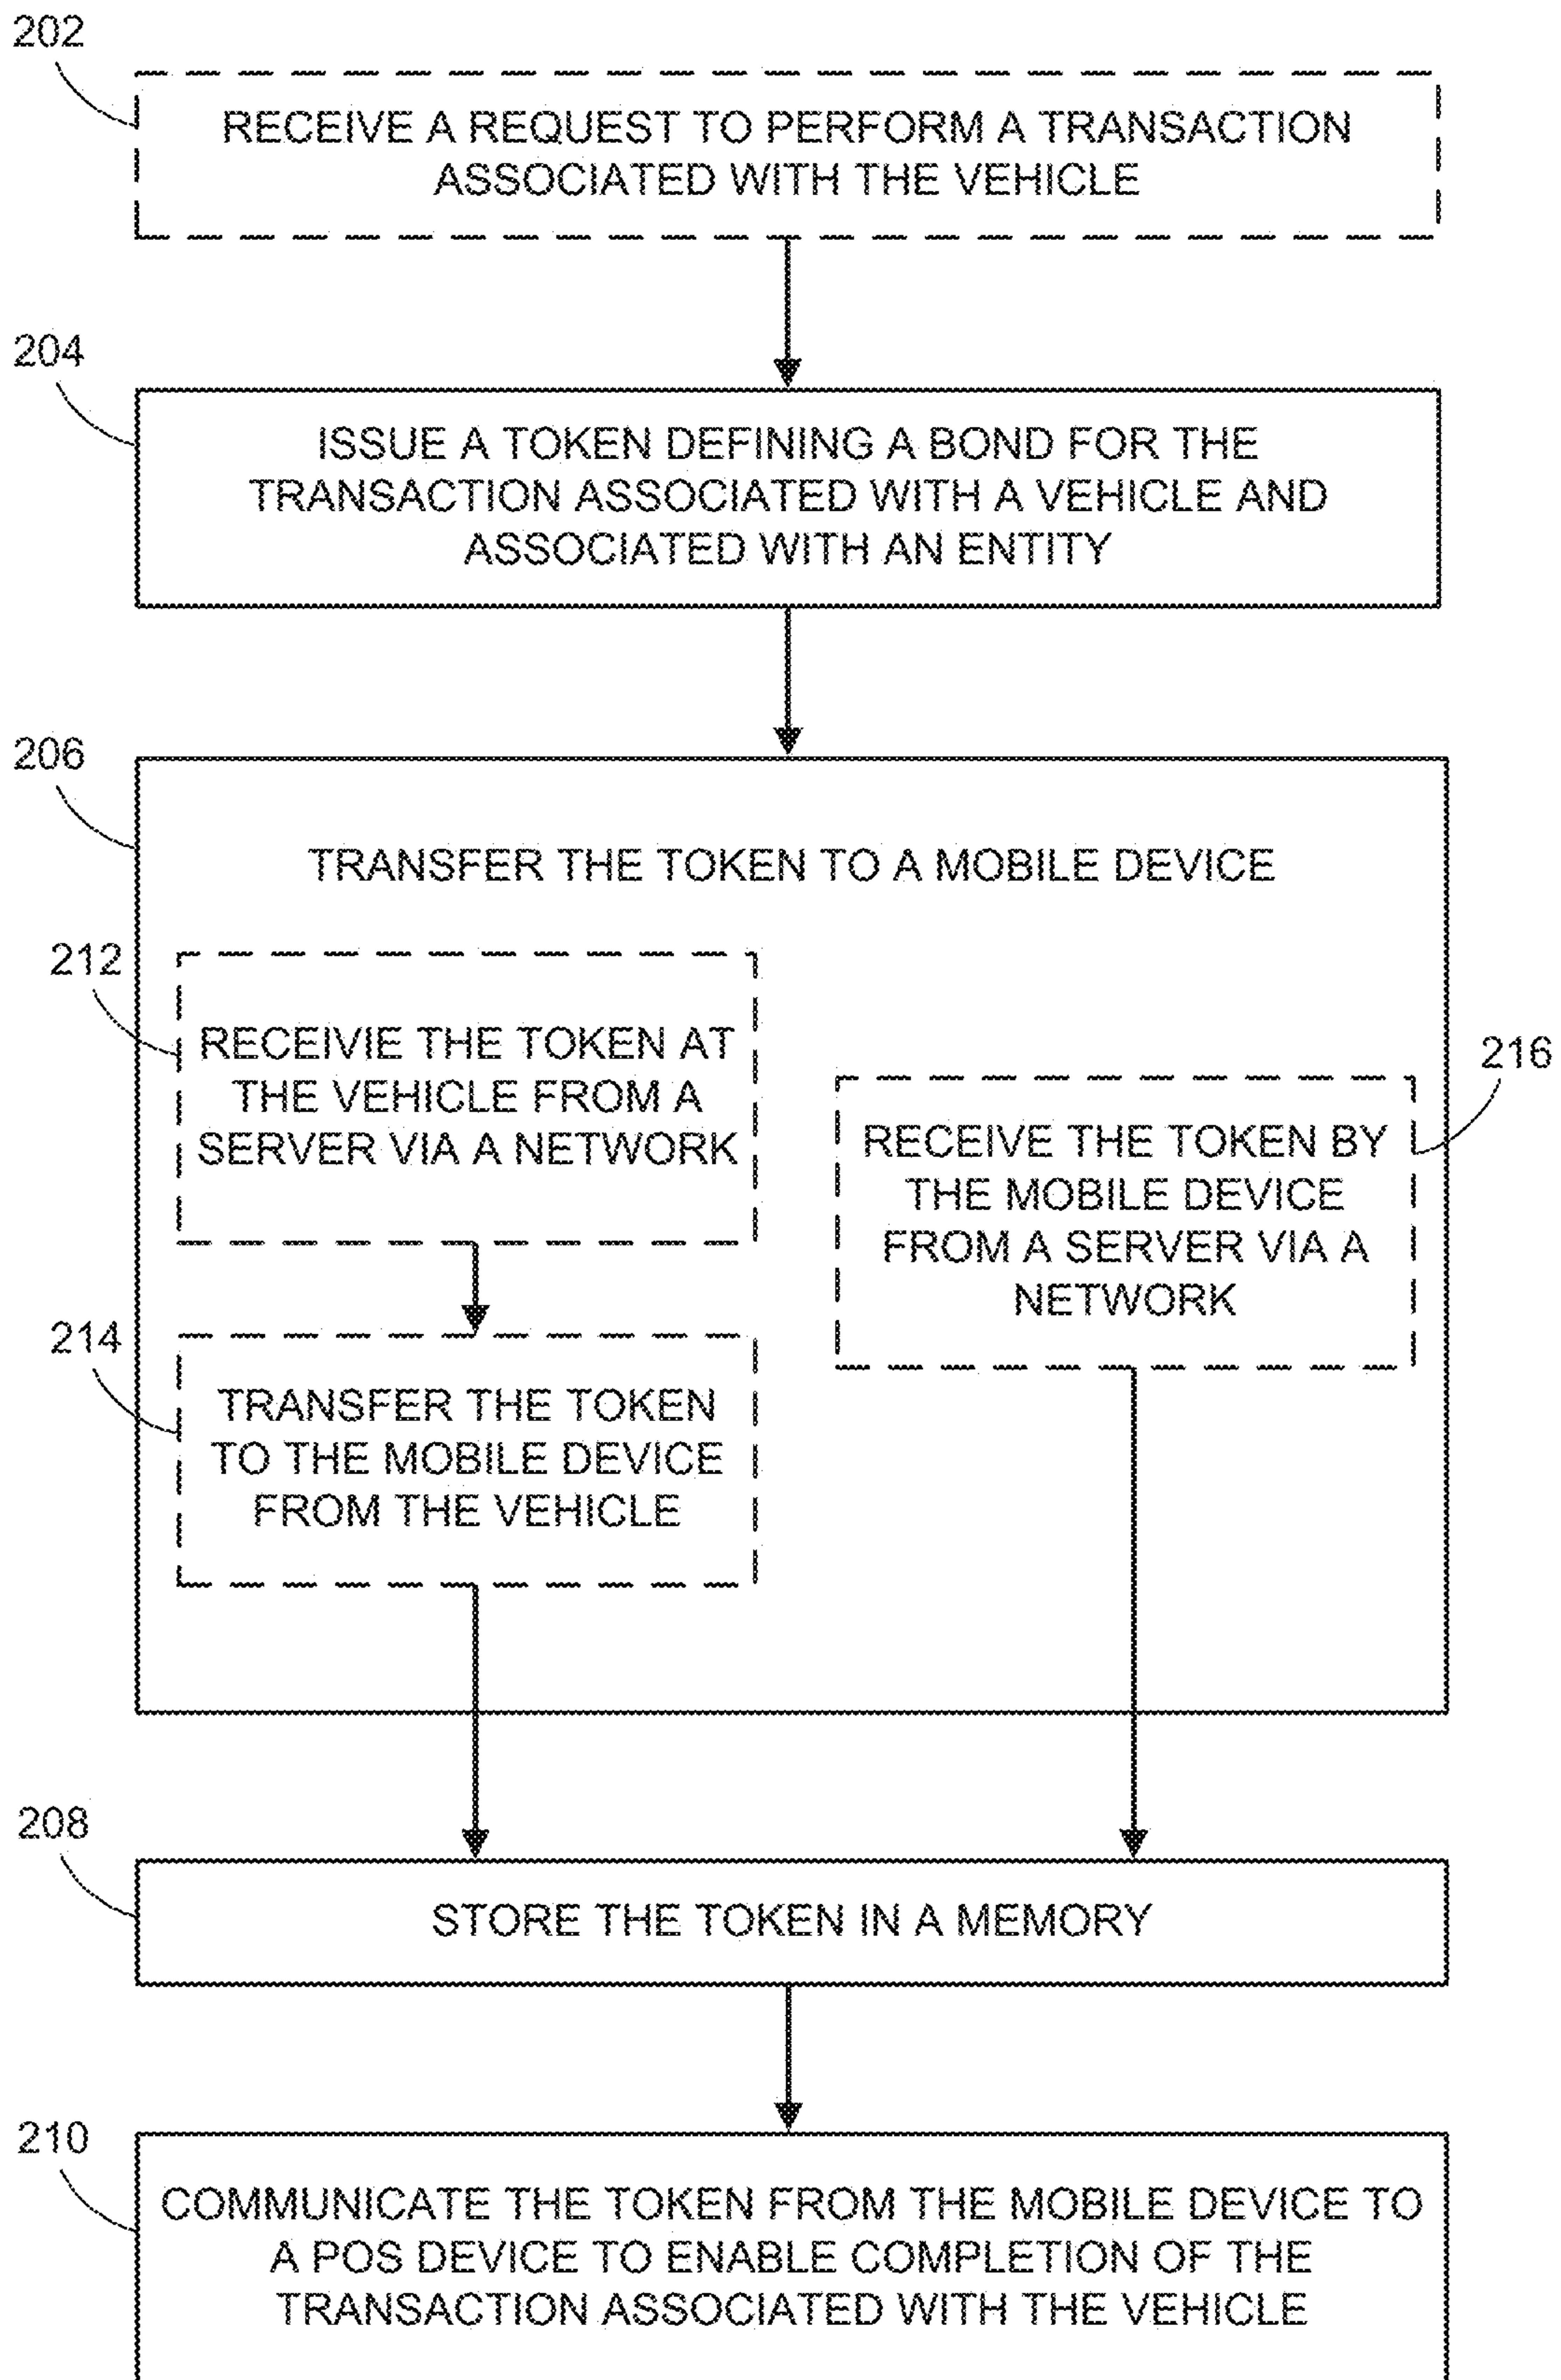 202
RECEIVE A REQUEST TO PERFORM A TRANSACTION
ASSOCIATED WITH THE VEHICLE
204
ISSUE A TOKEN DEFINING A BOND FOR THE
TRANSACTION ASSOCIATED WITH A VEHICLE AND
ASSOCIATED WITH AN ENTITY
206
TRANSFER THE TOKEN TO A MOBILE DEVICE
212
RECEIVIE THE TOKEN AT
THE VEHICLE FROM A
SERVER VIA A NETWORK
214
TRANSFER THE TOKEN
TO THE MOBILE DEVICE
FROM THE VEHICLE
216
RECEIVE THE TOKEN BY
THE MOBILE DEVICE
FROM A SERVER VIA A
NETWORK
208
STORE THE TOKEN IN A MEMORY
210
COMMUNICATE THE TOKEN FROM THE MOBILE DEVICE TO
A POS DEVICE TO ENABLE COMPLETION OF THE
TRANSACTION ASSOCIATED WITH THE VEHICLE